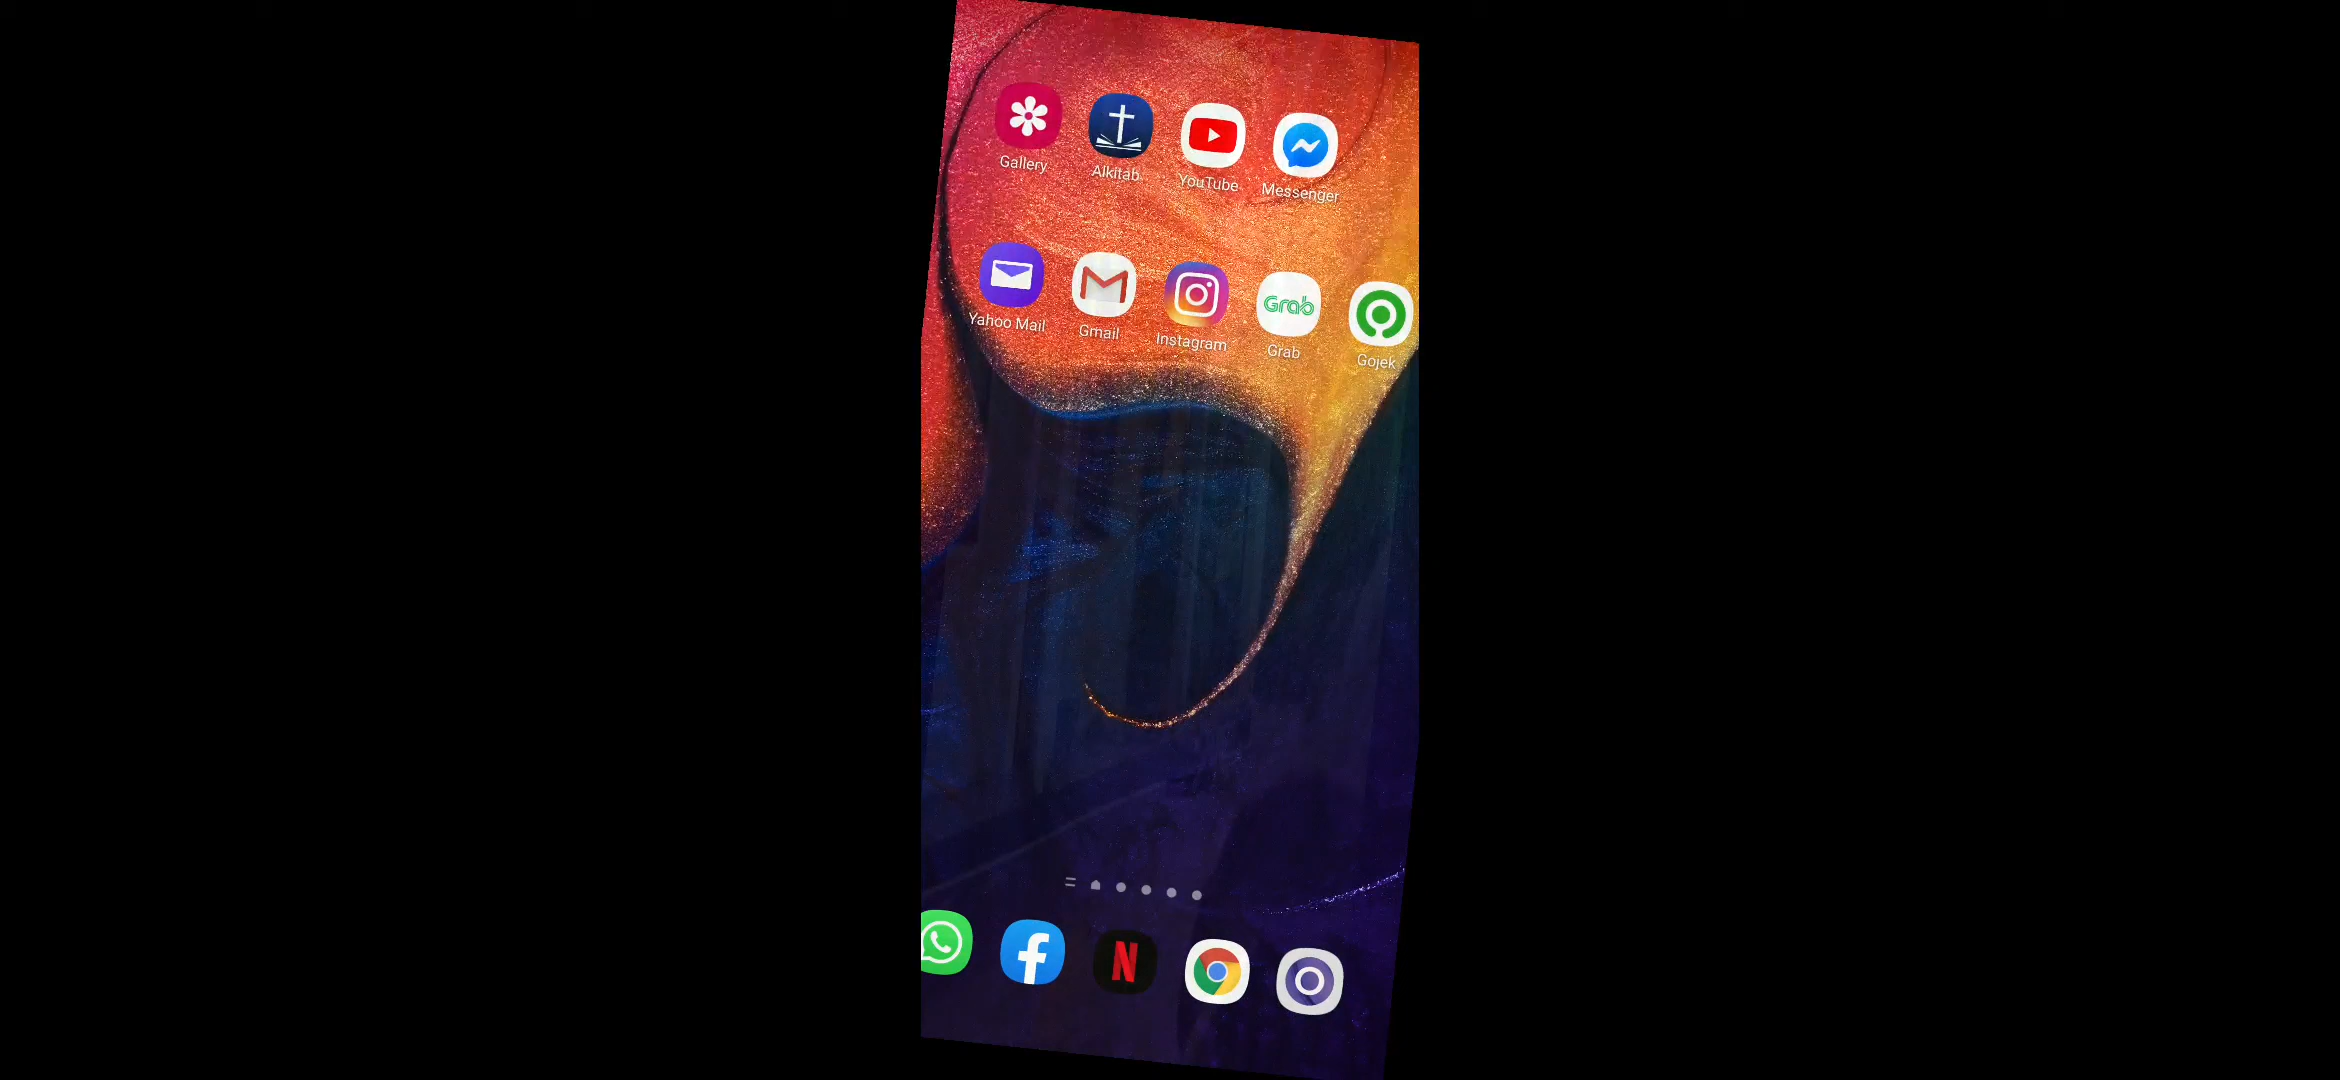 Gallery
Alkitab
YouTube
Messenger
Yahoo Mail
Gmail
Instagram
Grab
Grab
Gojek